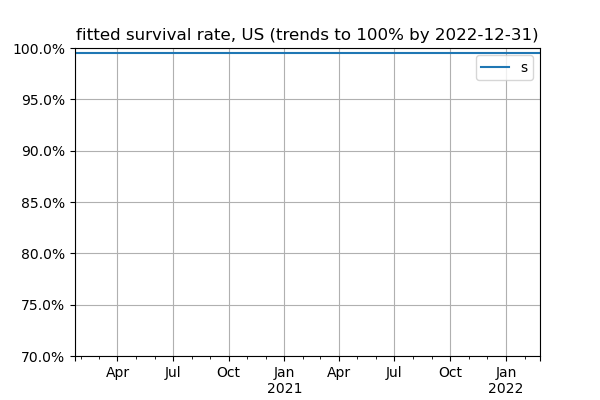 fitted survival rate, US (trends to 100% by 2022-12-31)
100.0%
95.0%
90.0%
85.0%
80.0%
75.0%
70.0%
s
Apr Jul Oct Jan Apr Jul Oct Jan
2021 2022